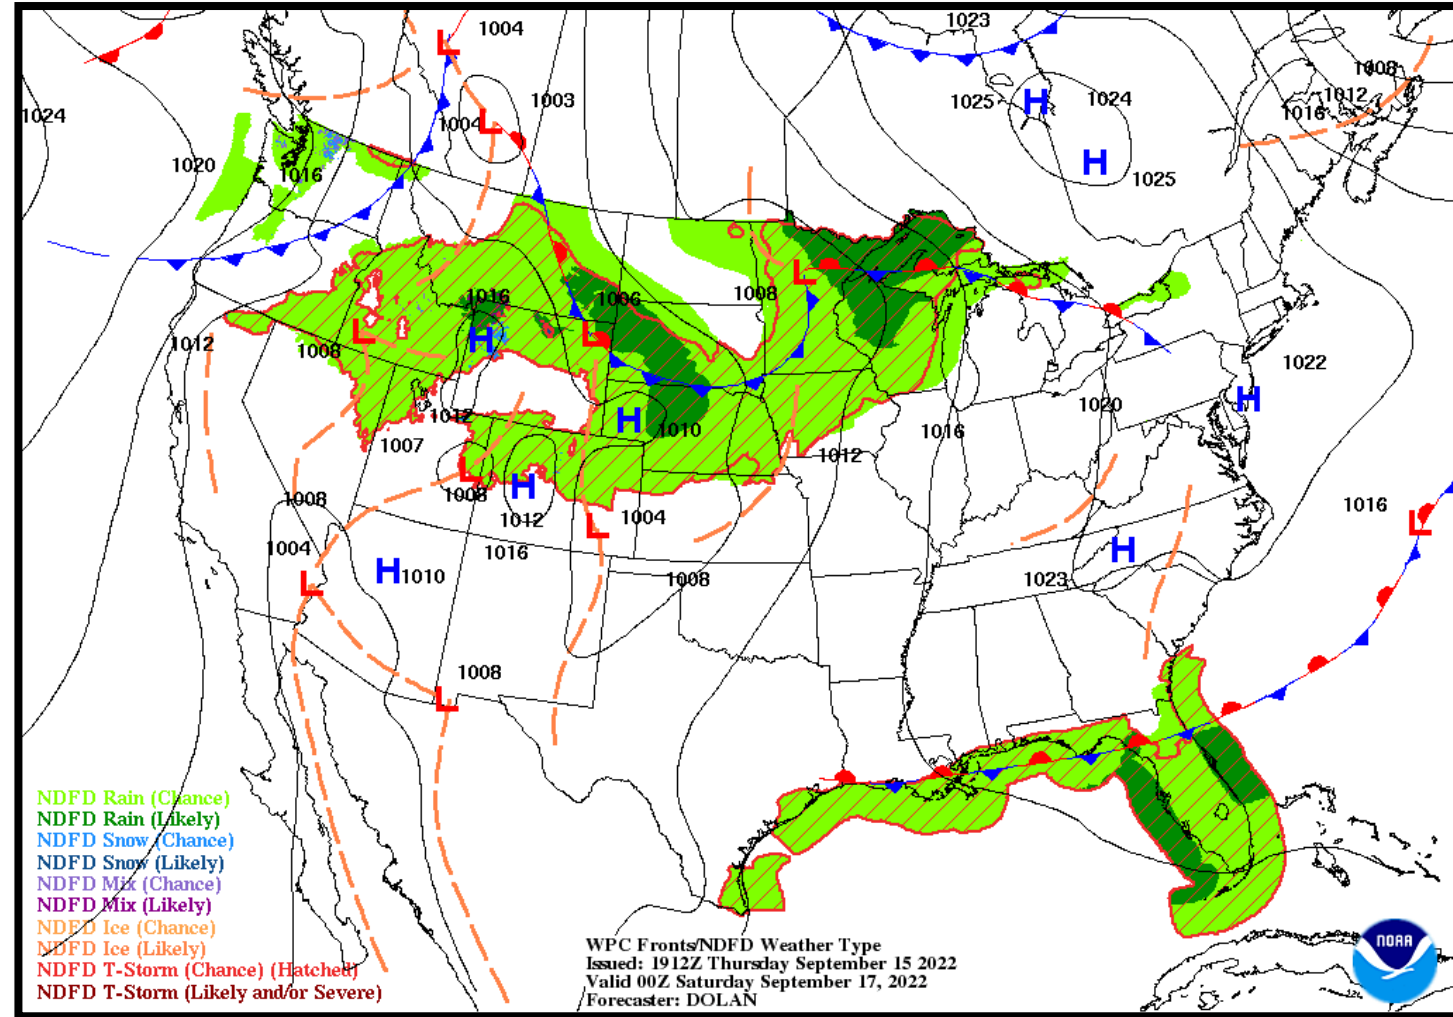 1004
1023
1008
1024
1003
1025
1024
1012
1004
1016
1020
1016
1025
1016
1006
1008
1012
1008
1022
1012
1020
1007
1010
1016
1012
1008
1008
1016
1012
1004
1004
1016
1010
1008
1023
1008
H
H
H
H
H
H
H
H
L
L
L
L
L
L
L
L
L
L
NDFD Rain (Chance)
NDFD Rain (Likely)
NDFD Snow (Chance)
NDFD Snow (Likely)
NDFD Mix (Chance)
NDFD Mix (Likely)
NDFD Ice (Chance)
NDFD Ice (Likely)
NDFD T-Storm (Chance) (Hatched)
NDFD T-Storm (Likely and/or Severe)
WPC Fronts/NDFD Weather Type
Issued: 1912Z Thursday September 15 2022
Valid 00Z Saturday September 17, 2022
Forecaster: DOLAN
NOAA